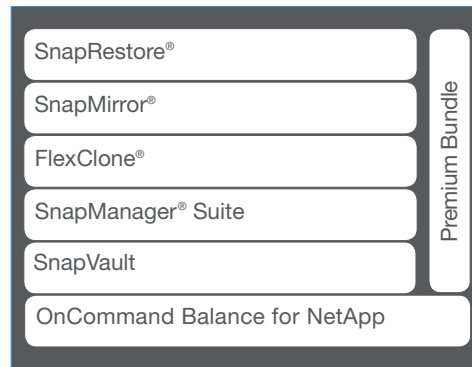 SnapRestore®
SnapMirror®
FlexClone®
SnapManager® Suite
SnapVault
Premium Bundle
OnCommand Balance for NetApp